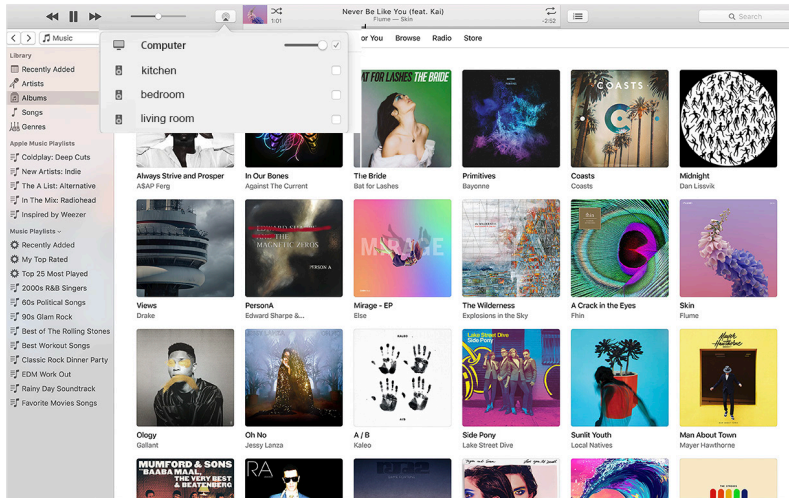 Never Be Like You (feat. Kai)
Flume — Skin
1:01
-2:52
Search
Music
or You Browse Radio Store
Computer
kitchen
bedroom
living room
Library
Recently Added
Artists
Albums
Songs
Genres
Apple Music Playlists
Coldplay: Deep Cuts
New Artists: Indie
The A List: Alternative
In The Mix: Radiohead
Inspired by Weezer
Music Playlists
Recently Added
My Top Rated
Top 25 Most Played
2000s R&B Singers
60s Political Songs
90s Glam Rock
Best of The Rolling Stones
Best Workout Songs
Classic Rock Dinner Party
EDM Work Out
Rainy Day Soundtrack
Favorite Movies Songs
AT FOR LASHES THE BRIDE
COASTS
Always Strive and Prosper
A$AP Ferg
In Our Bones
Against The Current
The Bride
Bat for Lashes
Primitives
Bayonne
Coasts
Coasts
Midnight
Dan Lissvik
EDWARD SHARPE
AND THE
MAGNETIC ZEROS
PERSON A
MIRAGE
Views
Drake
PersonA
Edward Sharpe &...
Mirage - EP
Else
The Wilderness
Explosions in the Sky
A Crack in the Eyes
Fhin
Skin
Flume
KALEO
A/B
Lake Street Dive
Side Pony
Mayer
Hawthorne
Ology
Gallant
Oh No
Jessy Lanza
A / B
Kaleo
Side Pony
Lake Street Dive
Sunlit Youth
Local Natives
Man About Town
Mayer Hawthorne
MUMFORD & SONS
BAABA MAAL,
THE VERY BEST
& BEATENBERG
RA
THE STROKES